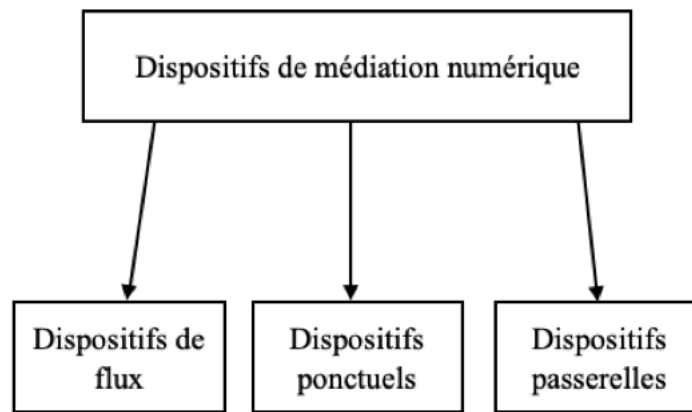 Dispositifs de médiation numérique
Dispositifs de
flux
Dispositifs
ponctuels
Dispositifs
passerelles